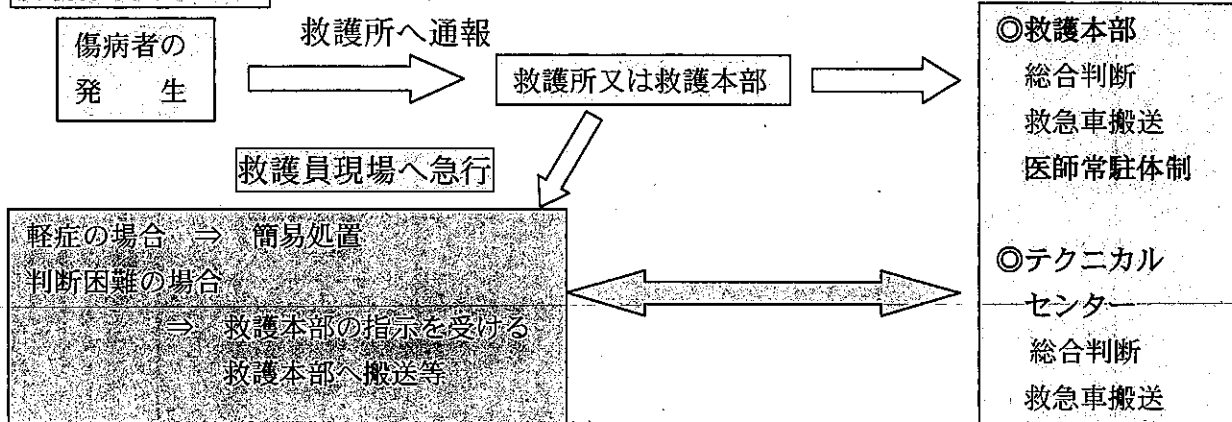 傷病者の
発 生
救護所へ通報
救護所又は救護本部
救護員現場へ急行
軽症の場合 ⇒ 簡易処置
判断困難の場合
⇒ 救護本部の指示を受ける
救護本部へ搬送等
◎救護本部
総合判断
救急車搬送
医師常駐体制
◎テクニカル
センター
総合判断
救急車搬送